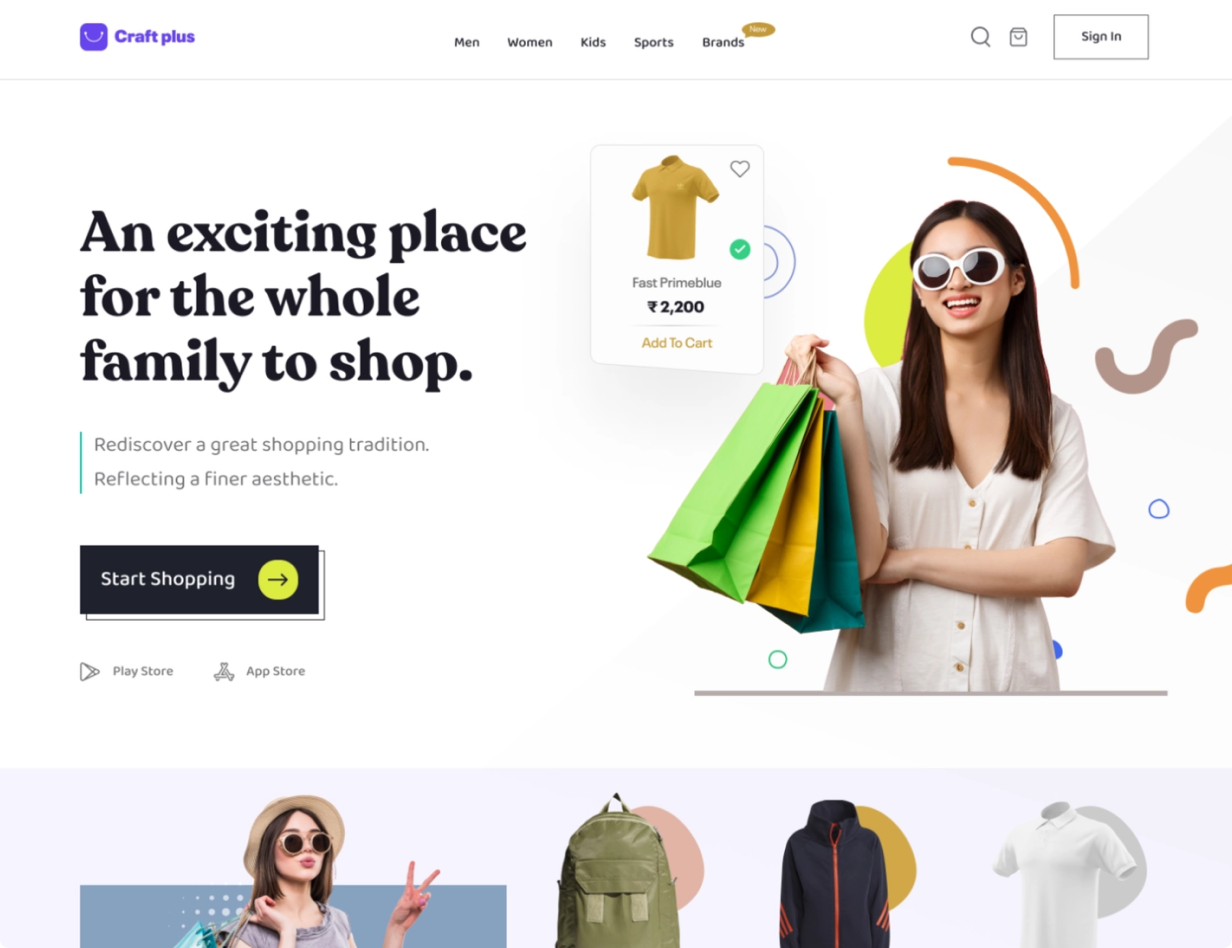 Craft plus
Men
Women
Kids
Sports
Brands
New
Sign In
An exciting place
for the whole
family to shop.
Rediscover a great shopping tradition.
Reflecting a finer aesthetic.
Start Shopping
Play Store
App Store
Fast Primeblue
₹ 2,200
Add To Cart